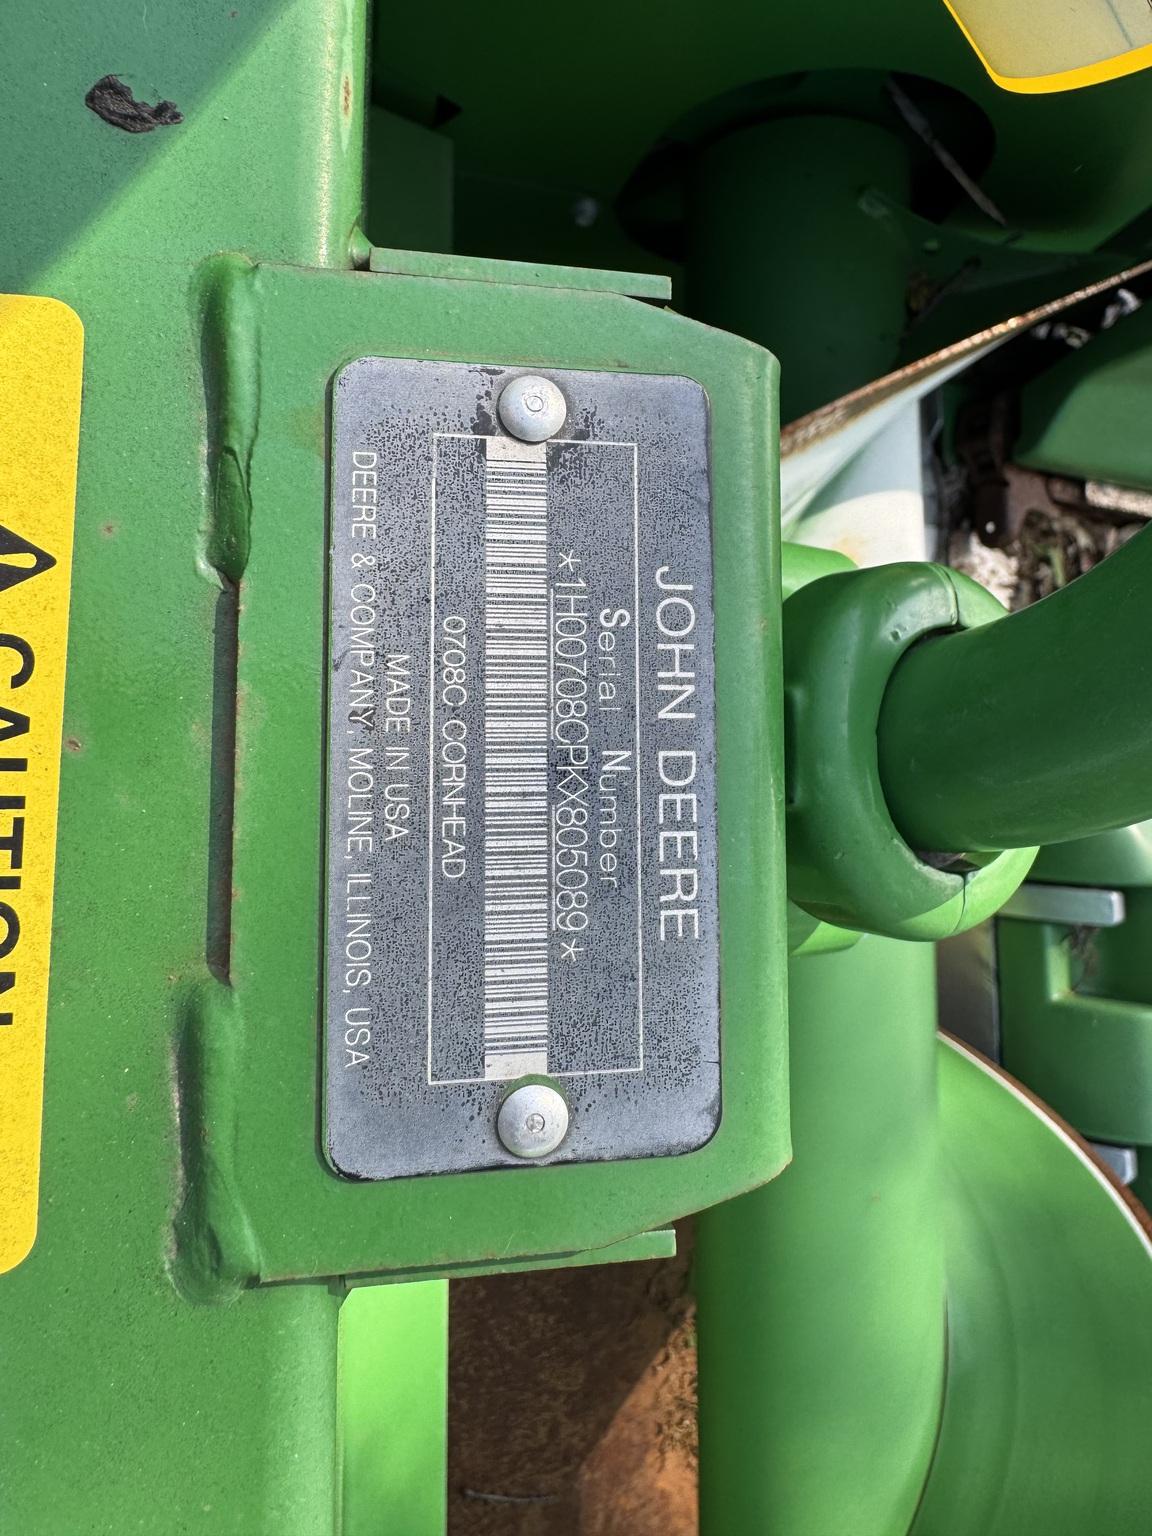 JOHN DEERE
Serial Number
*1H00708CPKX805089*
0708C CORNHEAD
MADE IN USA
DEERE & COMPANY, MOLINE, ILLINOIS, USA
CAUTION